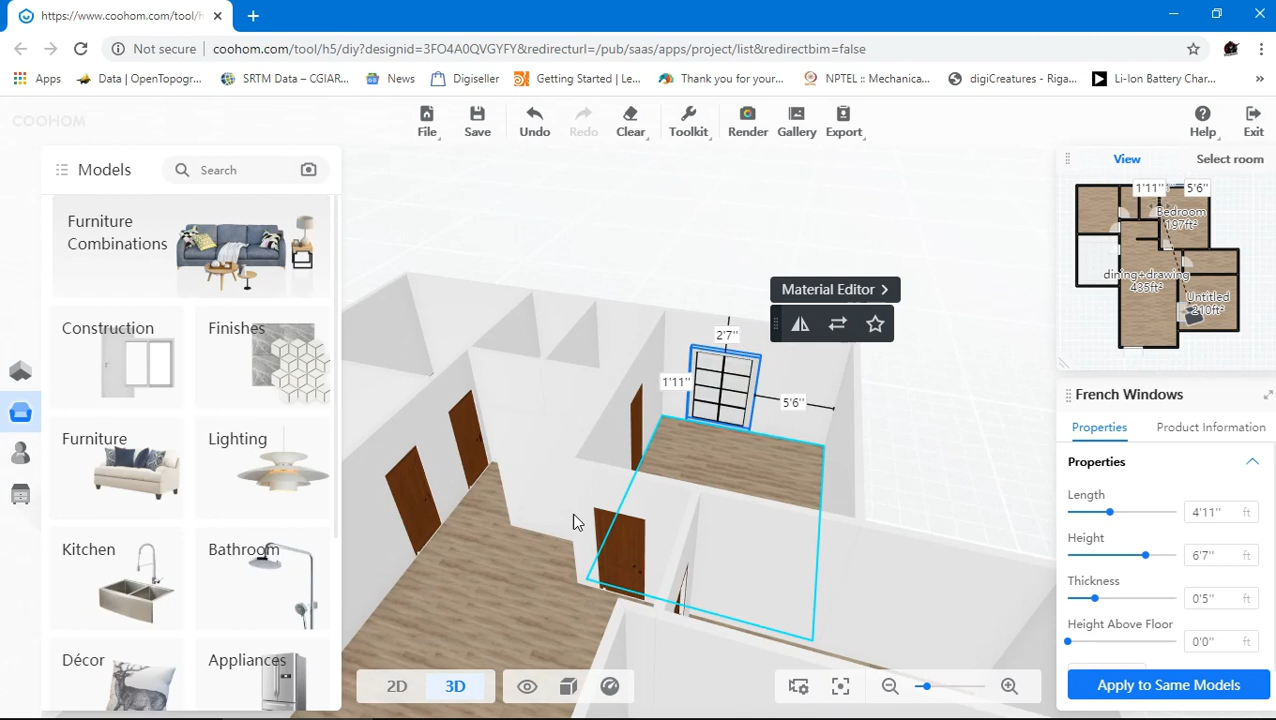 https://www.coohom.com/tool/h
Not secure
coohom.com/tool/h5/diy?designid=3FO4A0QVGYFY&redirecturl=/pub/saas/apps/project/list&redirectbim=false
Apps
Data | OpenTopogr...
SRTM Data – CGIAR...
News
Digiseller
Getting Started | Le...
Thank you for your...
NPTEL :: Mechanica...
digiCreatures - Riga...
Li-Ion Battery Char...
»
COOHOM
File
Save
Undo
Redo
Clear
Toolkit
Render
Gallery
Export
Help
Exit
Models
Search
Furniture
Combinations
Construction
Finishes
Furniture
Lighting
Kitchen
Bathroom
Décor
Appliances
Material Editor
2'7"
1'11"
5'6"
2D
3D
View
Select room
1'11"
5'6"
Bedroom
197ft²
dining+drawing
435ft²
Untitled
210ft²
French Windows
Properties
Product Information
Properties
Length
4'11" ft
Height
6'7" ft
Thickness
0'5" ft
Height Above Floor
0'0" ft
Apply to Same Models